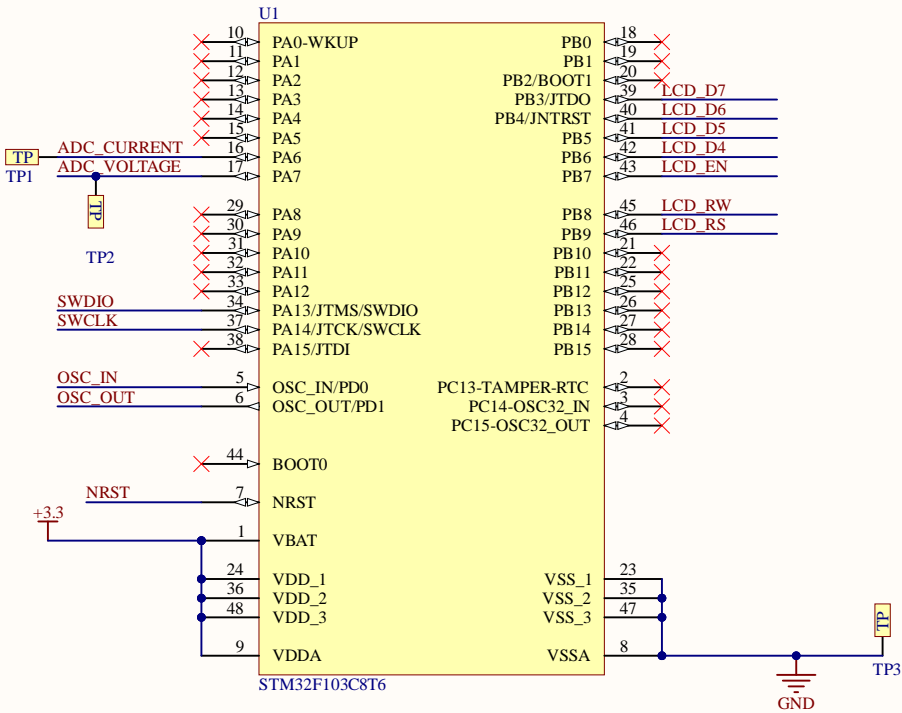 U1
10 PA0-WKUP PB0 18
11 PA1 PB1 19
12 PA2 PB2/BOOT1 20
13 PA3 PB3/JTDO 39 LCD_D7
14 PA4 PB4/JNTRST 40 LCD_D6
15 PA5 PB5 41 LCD_D5
TP ADC_CURRENT 16 PA6 PB6 42 LCD_D4
TP1 ADC_VOLTAGE 17 PA7 PB7 43 LCD_EN
TP
29 PA8 PB8 45 LCD_RW
30 PA9 PB9 46 LCD_RS
TP2
31 PA10 PB10 21
32 PA11 PB11 22
33 PA12 PB12 25
SWDIO 34 PA13/JTMS/SWDIO PB13 26
SWCLK 37 PA14/JTCK/SWCLK PB14 27
38 PA15/JTDI PB15 28
OSC_IN 5 OSC_IN/PD0 PC13-TAMPER-RTC 2
OSC_OUT 6 OSC_OUT/PD1 PC14-OSC32_IN 3
PC15-OSC32_OUT 4
44 BOOT0
NRST 7 NRST
+3.3
1 VBAT
24 VDD_1 VSS_1 23
36 VDD_2 VSS_2 35
48 VDD_3 VSS_3 47
TP
9 VDDA VSSA 8
TP3
STM32F103C8T6
GND